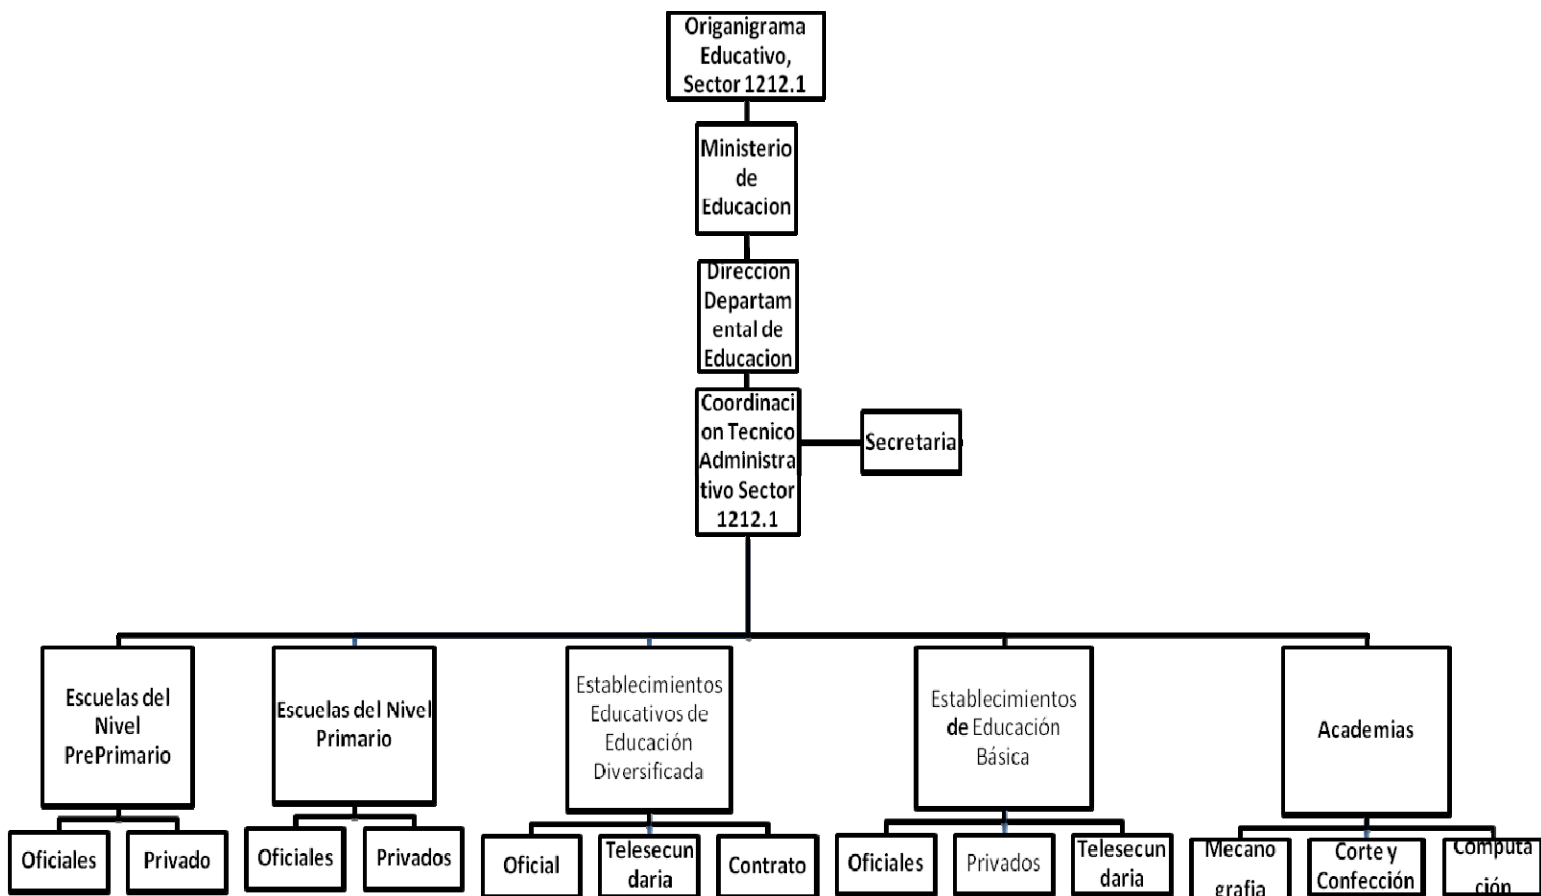 Origanigrama
Educativo,
Sector 1212.1
Ministerio
de
Educacion
Direccion
Departam
ental de
Educacion
Coordinaci
on Tecnico
Administra
tivo Sector
1212.1
Secretaria
Escuelas del
Nivel
PrePrimario
Escuelas del Nivel
Primario
Establecimientos
Educativos de
Educación
Diversificada
Establecimientos
de Educación
Básica
Academias
Oficiales
Privado
Oficiales
Privados
Oficial
Telesecun
daria
Contrato
Oficiales
Privados
Telesecun
daria
Mecano
grafia
Corte y
Confección
Computa
ción